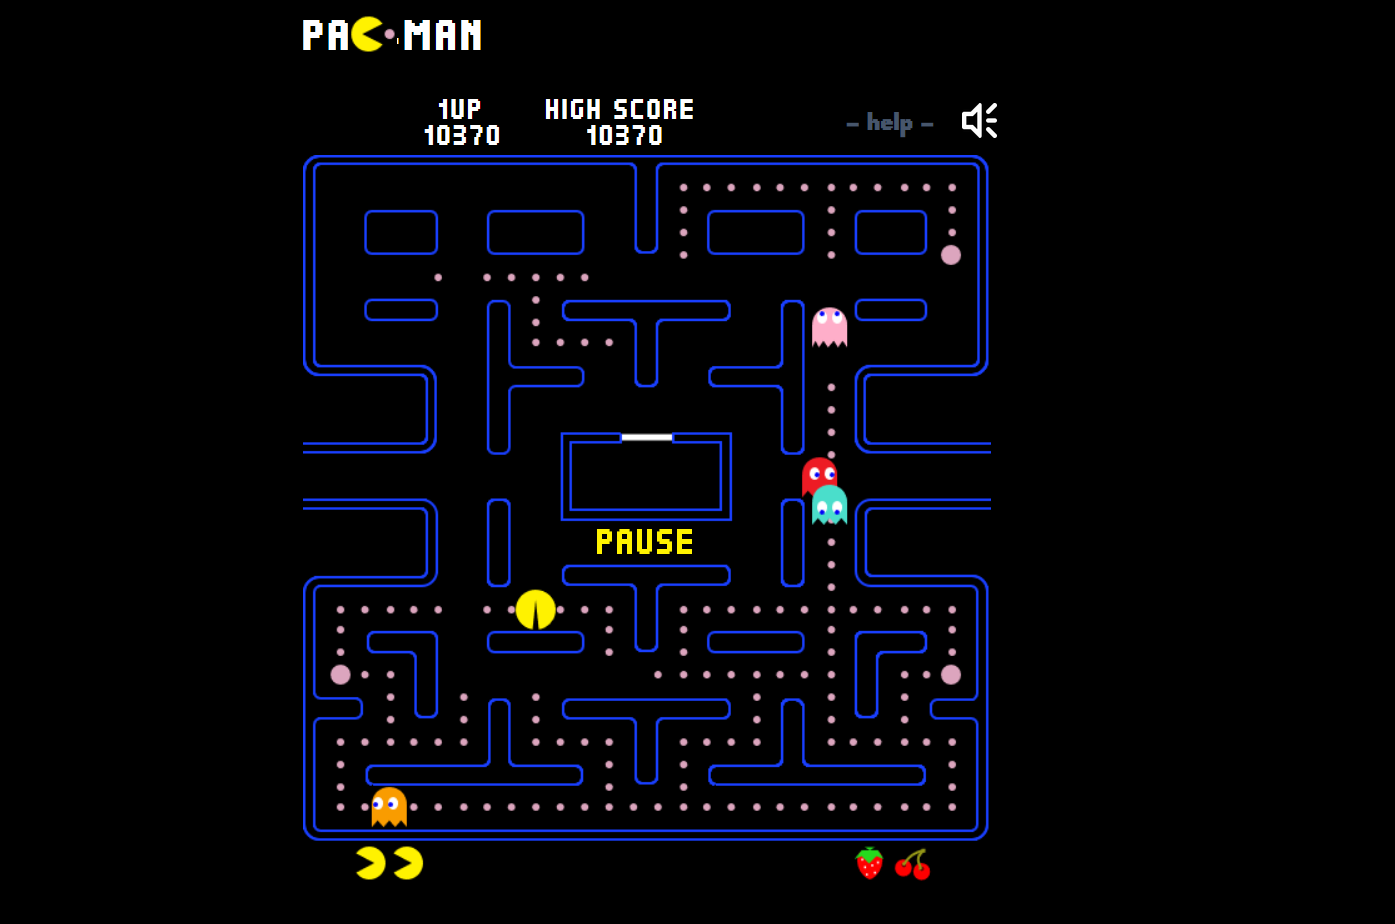 PAC-MAN
1UP
10370
HIGH SCORE
10370
- help -
PAUSE